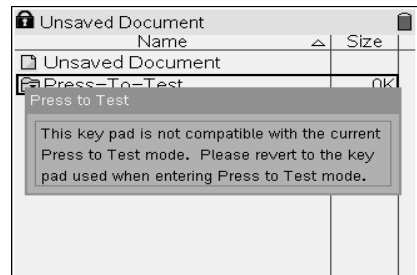 Unsaved Document
Name Size
Unsaved Document
Press-To-Test 0K
Press to Test
This key pad is not compatible with the current
Press to Test mode. Please revert to the key
pad used when entering Press to Test mode.